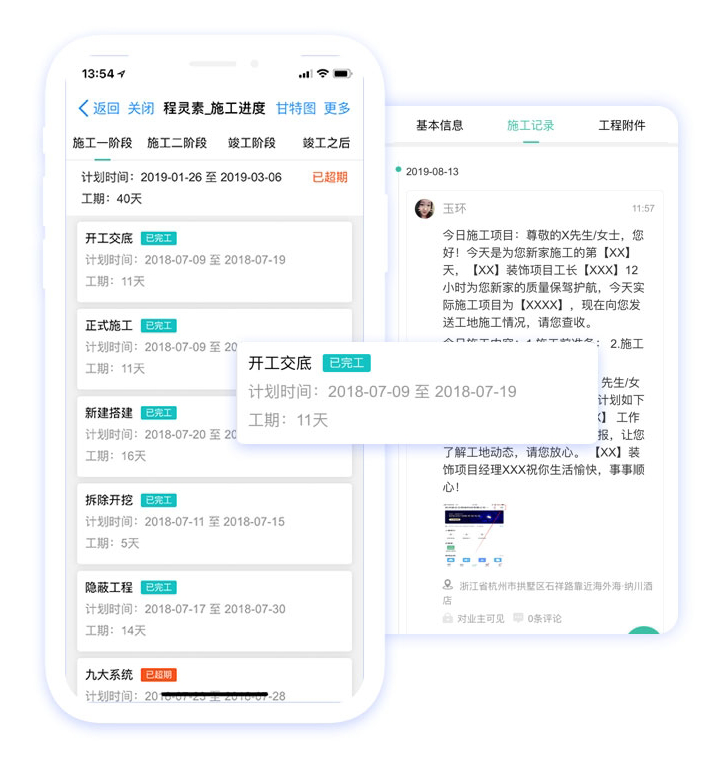 13:54
返回 关闭 程灵素_施工进度 甘特图 更多
施工一阶段 施工二阶段 竣工阶段 竣工之后
计划时间：2019-01-26 至 2019-03-06 已超期
工期：40天
开工交底 已完工
计划时间：2018-07-09 至 2018-07-19
工期：11天
正式施工 已完工
计划时间：2018-07-09 至 20
工期：11天
新建搭建 已完工
计划时间：2018-07-20 至 20
工期：16天
拆除开挖 已完工
计划时间：2018-07-11 至 2018-07-15
工期：5天
隐蔽工程 已完工
计划时间：2018-07-17 至 2018-07-30
工期：14天
九大系统 已超期
计划时间：2018-07-23 至 2018-07-28
开工交底 已完工
计划时间：2018-07-09 至 2018-07-19
工期：11天
基本信息 施工记录 工程附件
2019-08-13
玉环 11:57
今日施工项目：尊敬的X先生/女士，您
好！今天是为您新家施工的第【XX】
天，【XX】装饰项目工长【XXX】12
小时为您新家的质量保驾护航，今天实
际施工项目为【XXXX】，现在向您发
送工地施工情况，请您查收。
今日施工内容：1.施工前准备： 2.施工
先生/女
计划如下
】 工作
报，让您
了解工地动态，请您放心。【XX】装
饰项目经理XXX祝你生活愉快，事事顺
心！
浙江省杭州市拱墅区石祥路靠近海外海·纳川酒
店
对业主可见 0条评论